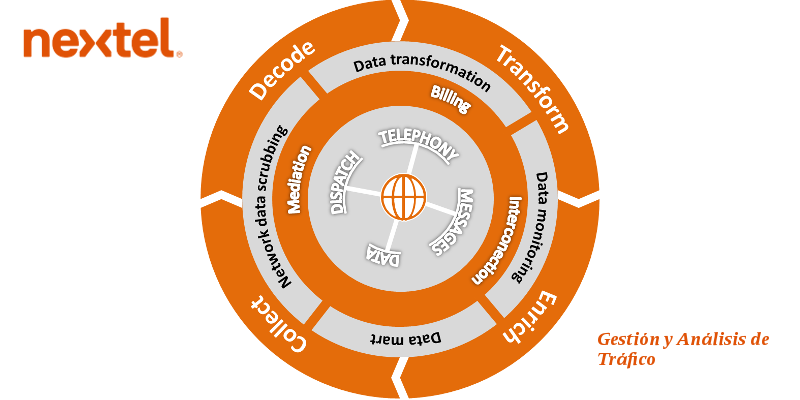 nextel®
Decode
Transform
Enrich
Collect
Data transformation
Data monitoring
Data mart
Network data scrubbing
Billing
Interconection
Mediation
TELEPHONY
MESSAGES
DATA
DISPATCH
Gestión y Análisis de
Tráfico